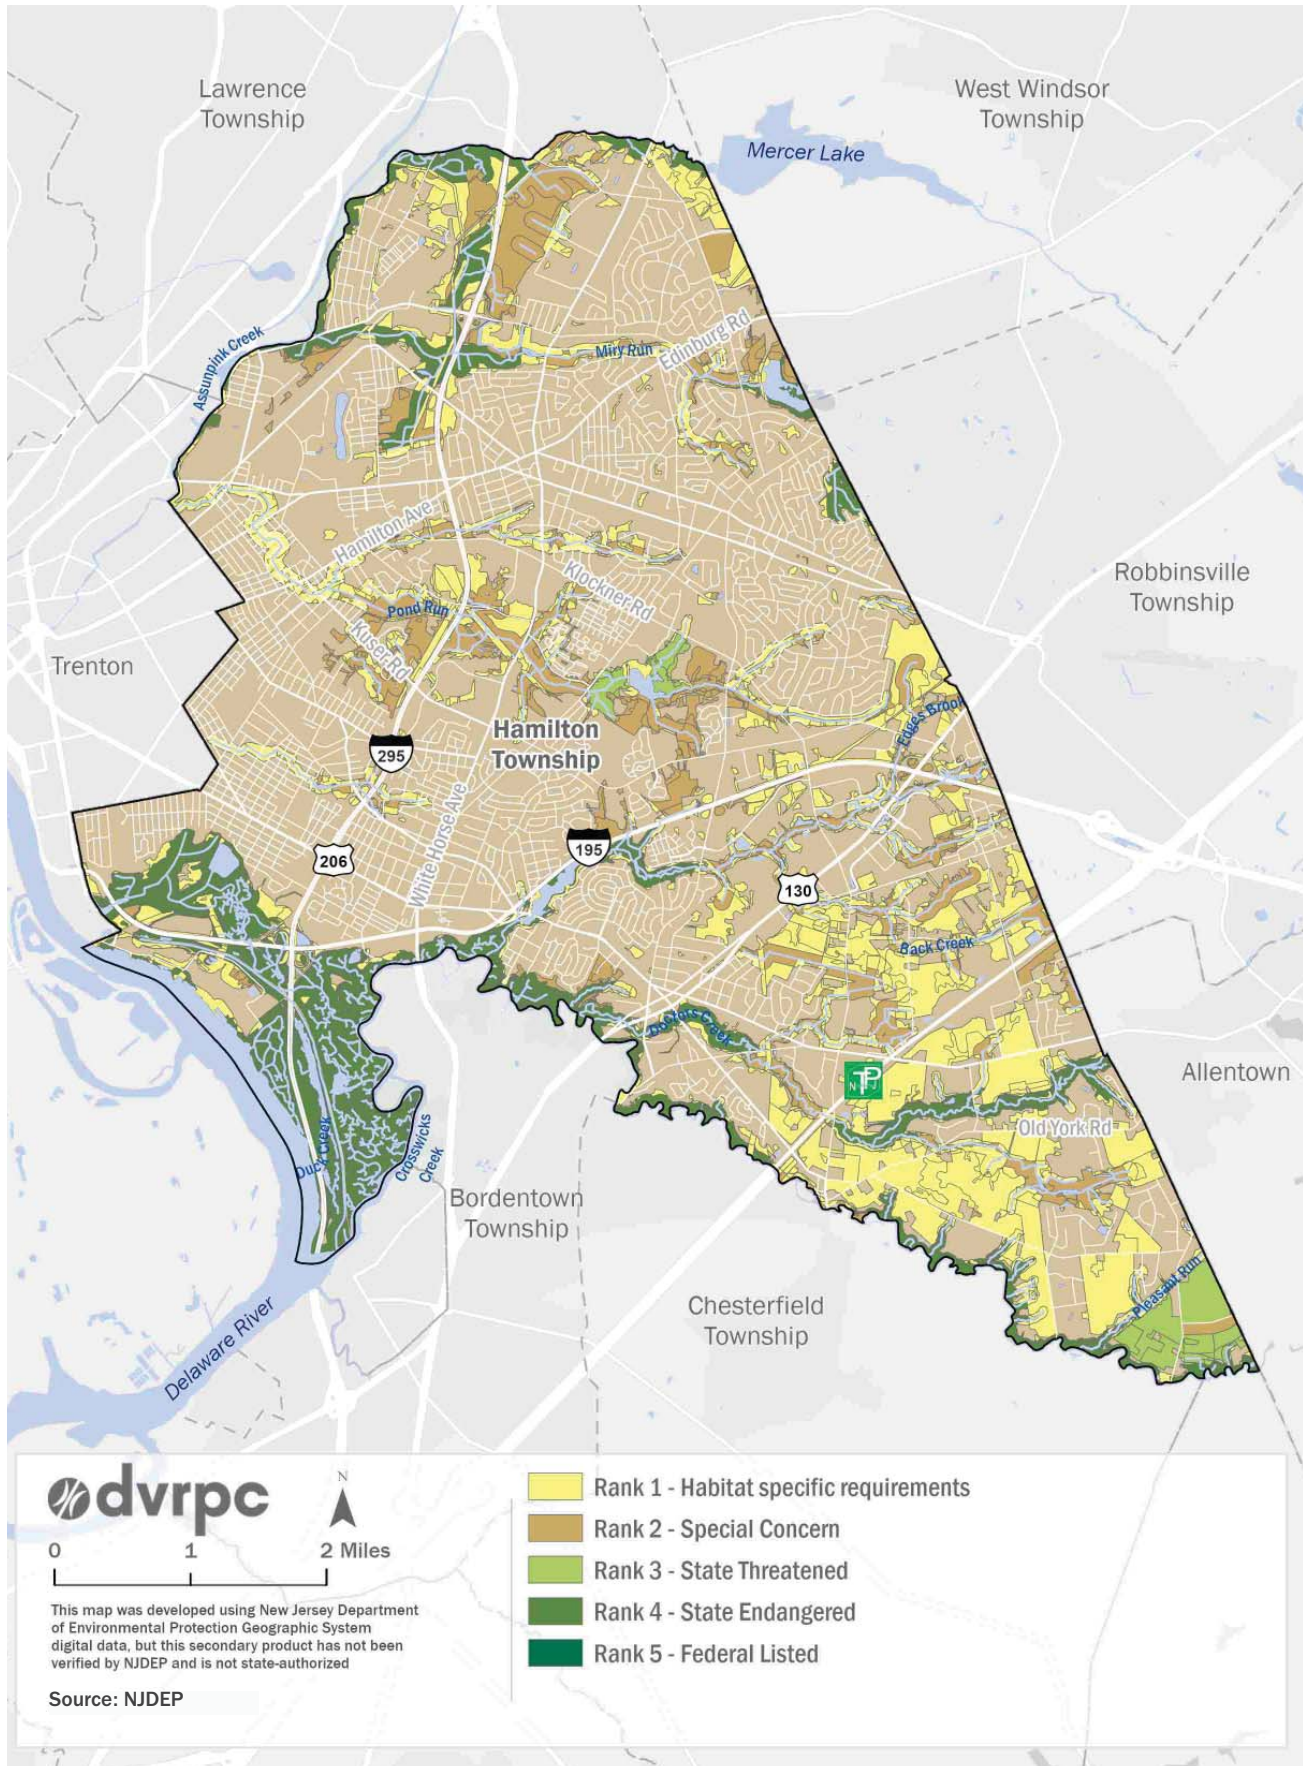 Lawrence
Township
West Windsor
Township
Mercer Lake
Assunpink Creek
Miry Run
Edinburg Rd
Hamilton Ave
Klockner Rd
Robbinsville
Township
Pond Run
Kuser Rd
Trenton
Edges Brook
Hamilton
Township
295
White Horse Ave
195
206
130
Back Creek
Doctors Creek
Allentown
N TP J
Old York Rd
Duck Creek
Crosswicks
Creek
Bordentown
Township
Pleasant Run
Chesterfield
Township
Delaware River
dvrpc
N
0 1 2 Miles
This map was developed using New Jersey Department
of Environmental Protection Geographic System
digital data, but this secondary product has not been
verified by NJDEP and is not state-authorized
Source: NJDEP
Rank 1 - Habitat specific requirements
Rank 2 - Special Concern
Rank 3 - State Threatened
Rank 4 - State Endangered
Rank 5 - Federal Listed